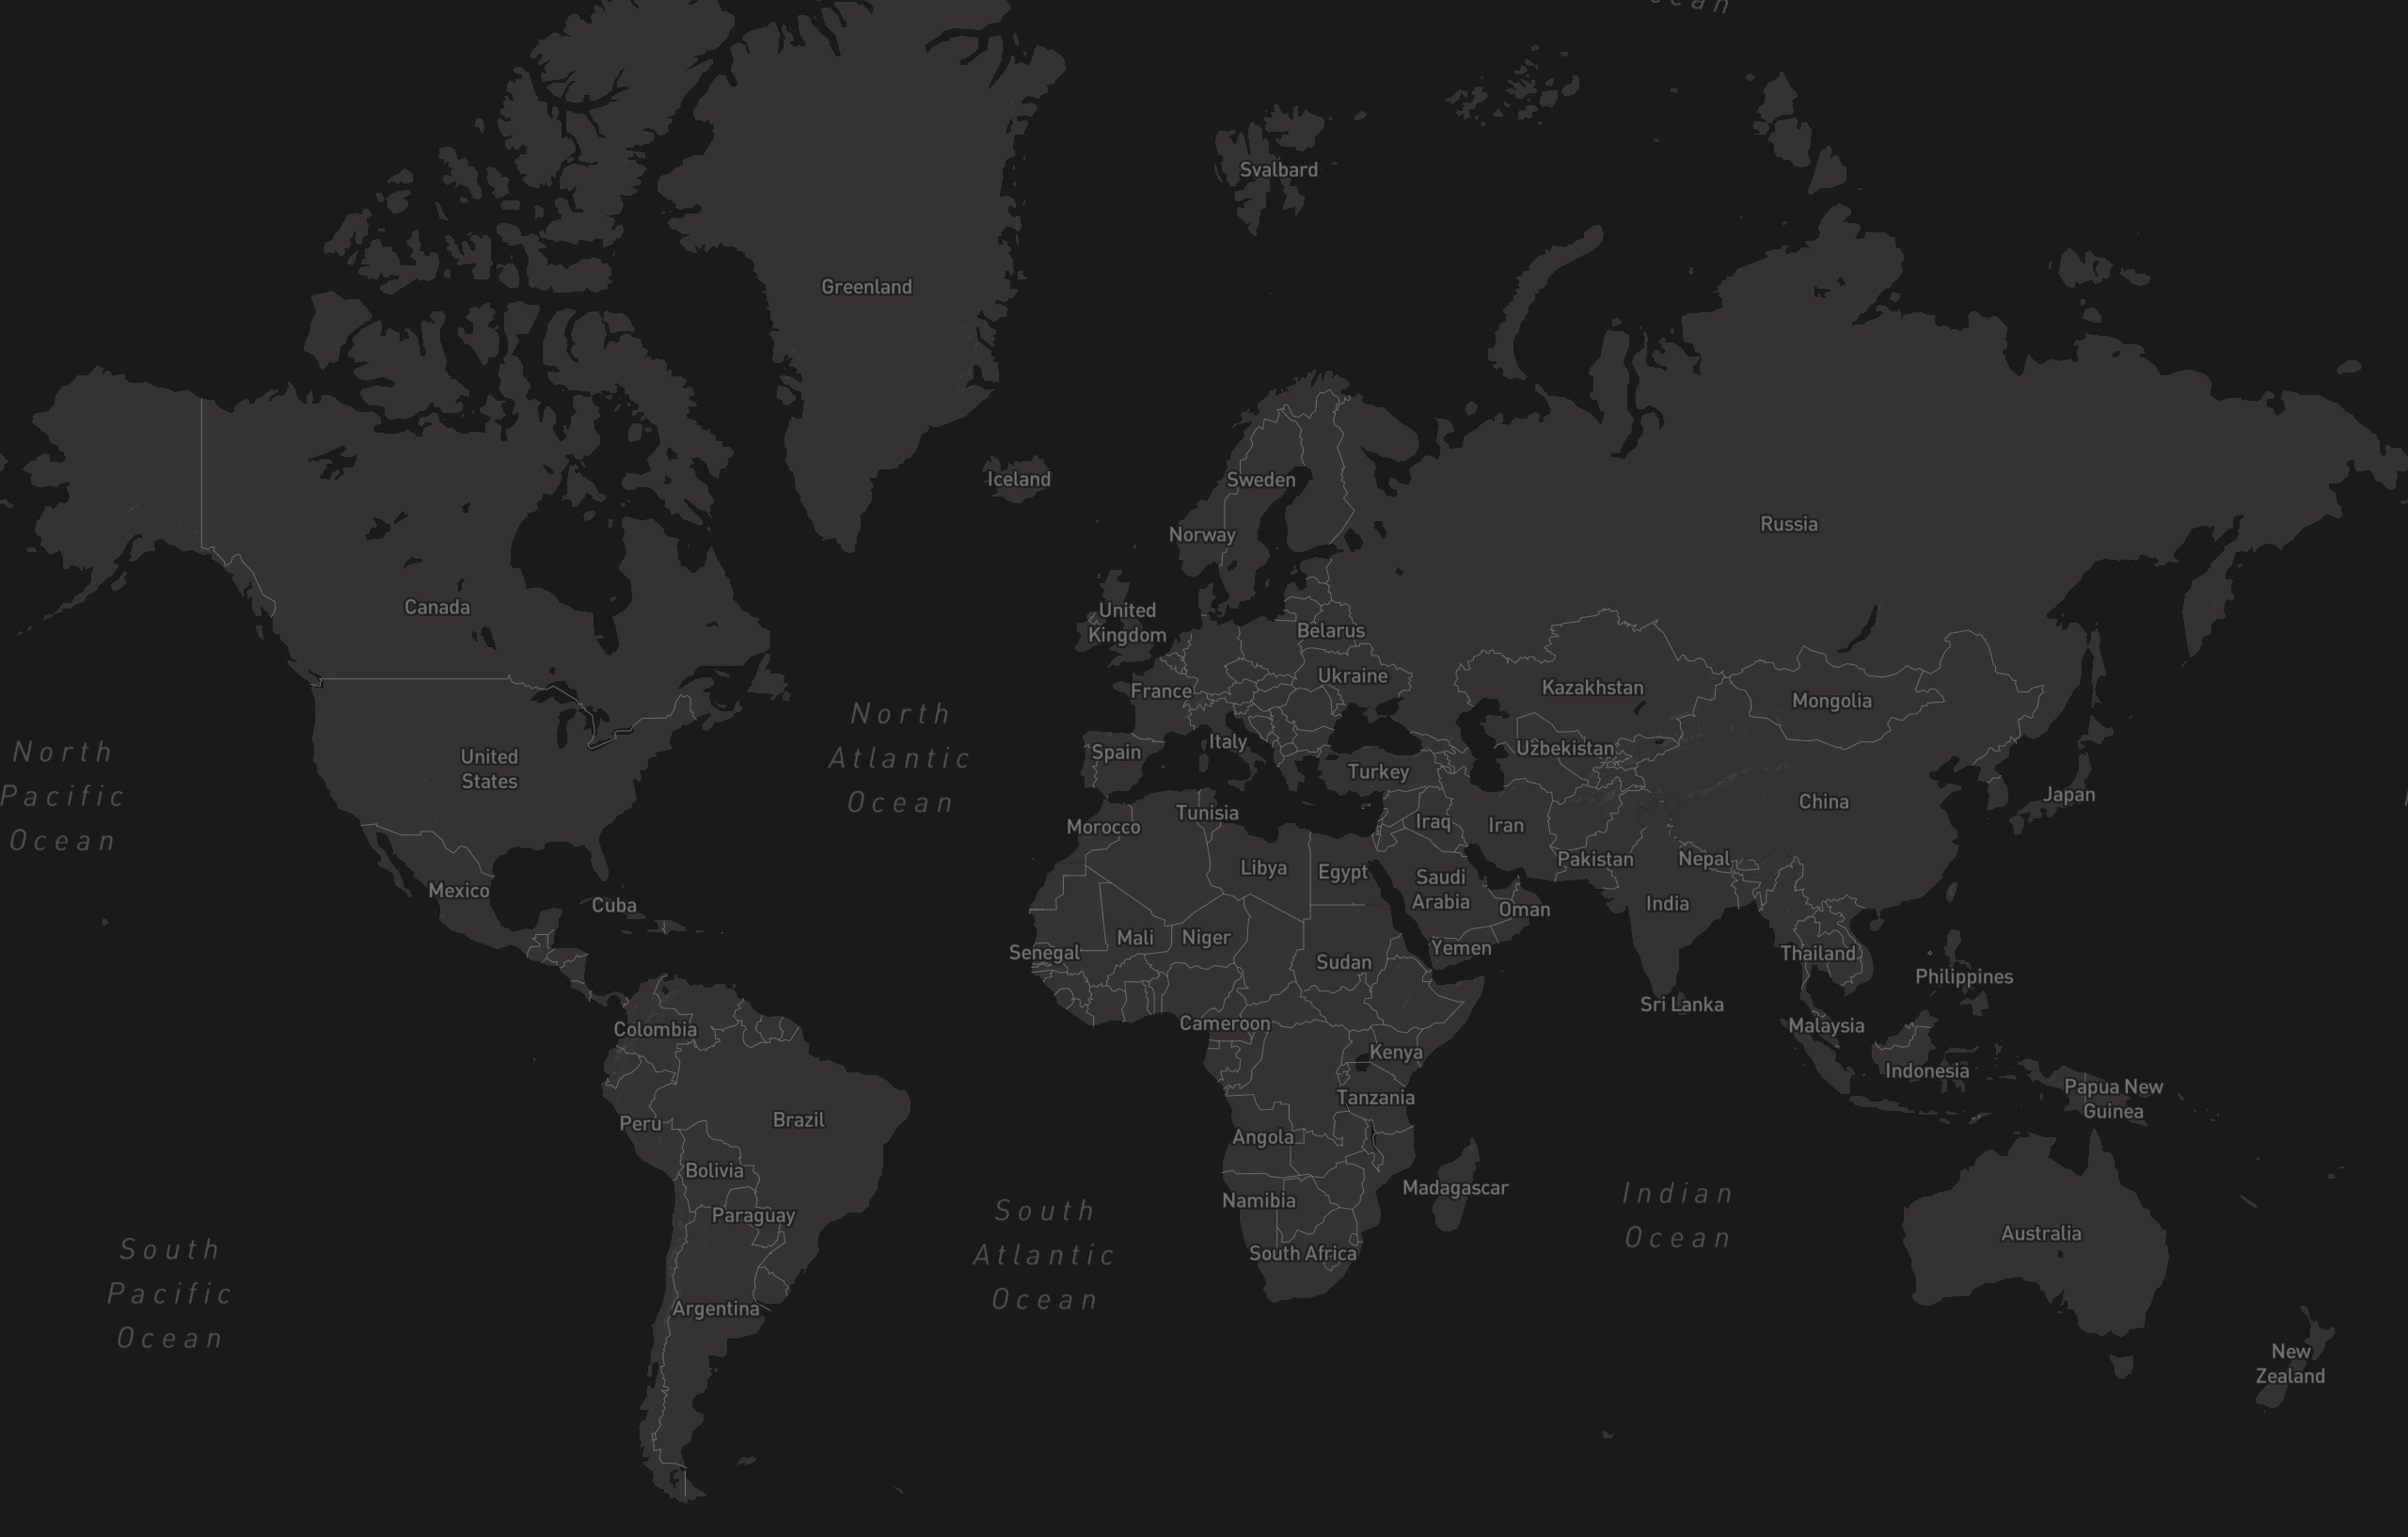 Svalbard
Greenland
Iceland
Sweden
Norway
Russia
Canada
United
Kingdom
Belarus
Ukraine
France
Kazakhstan
Mongolia
North
Pacific
Ocean
United
States
North
Atlantic
Ocean
Spain
Italy
Turkey
Uzbekistan
China
Japan
Morocco
Tunisia
Iraq
Iran
Pakistan
Nepal
Libya
Egypt
Saudi
Arabia
Oman
India
Mexico
Cuba
Senegal
Mali
Niger
Sudan
Yemen
Thailand
Philippines
Sri Lanka
Colombia
Cameroon
Kenya
Malaysia
Indonesia
Papua New
Guinea
Tanzania
Peru
Brazil
Angola
Bolivia
Namibia
Madagascar
Paraguay
South Africa
Indian
Ocean
Australia
South
Pacific
Ocean
South
Atlantic
Ocean
Argentina
New
Zealand